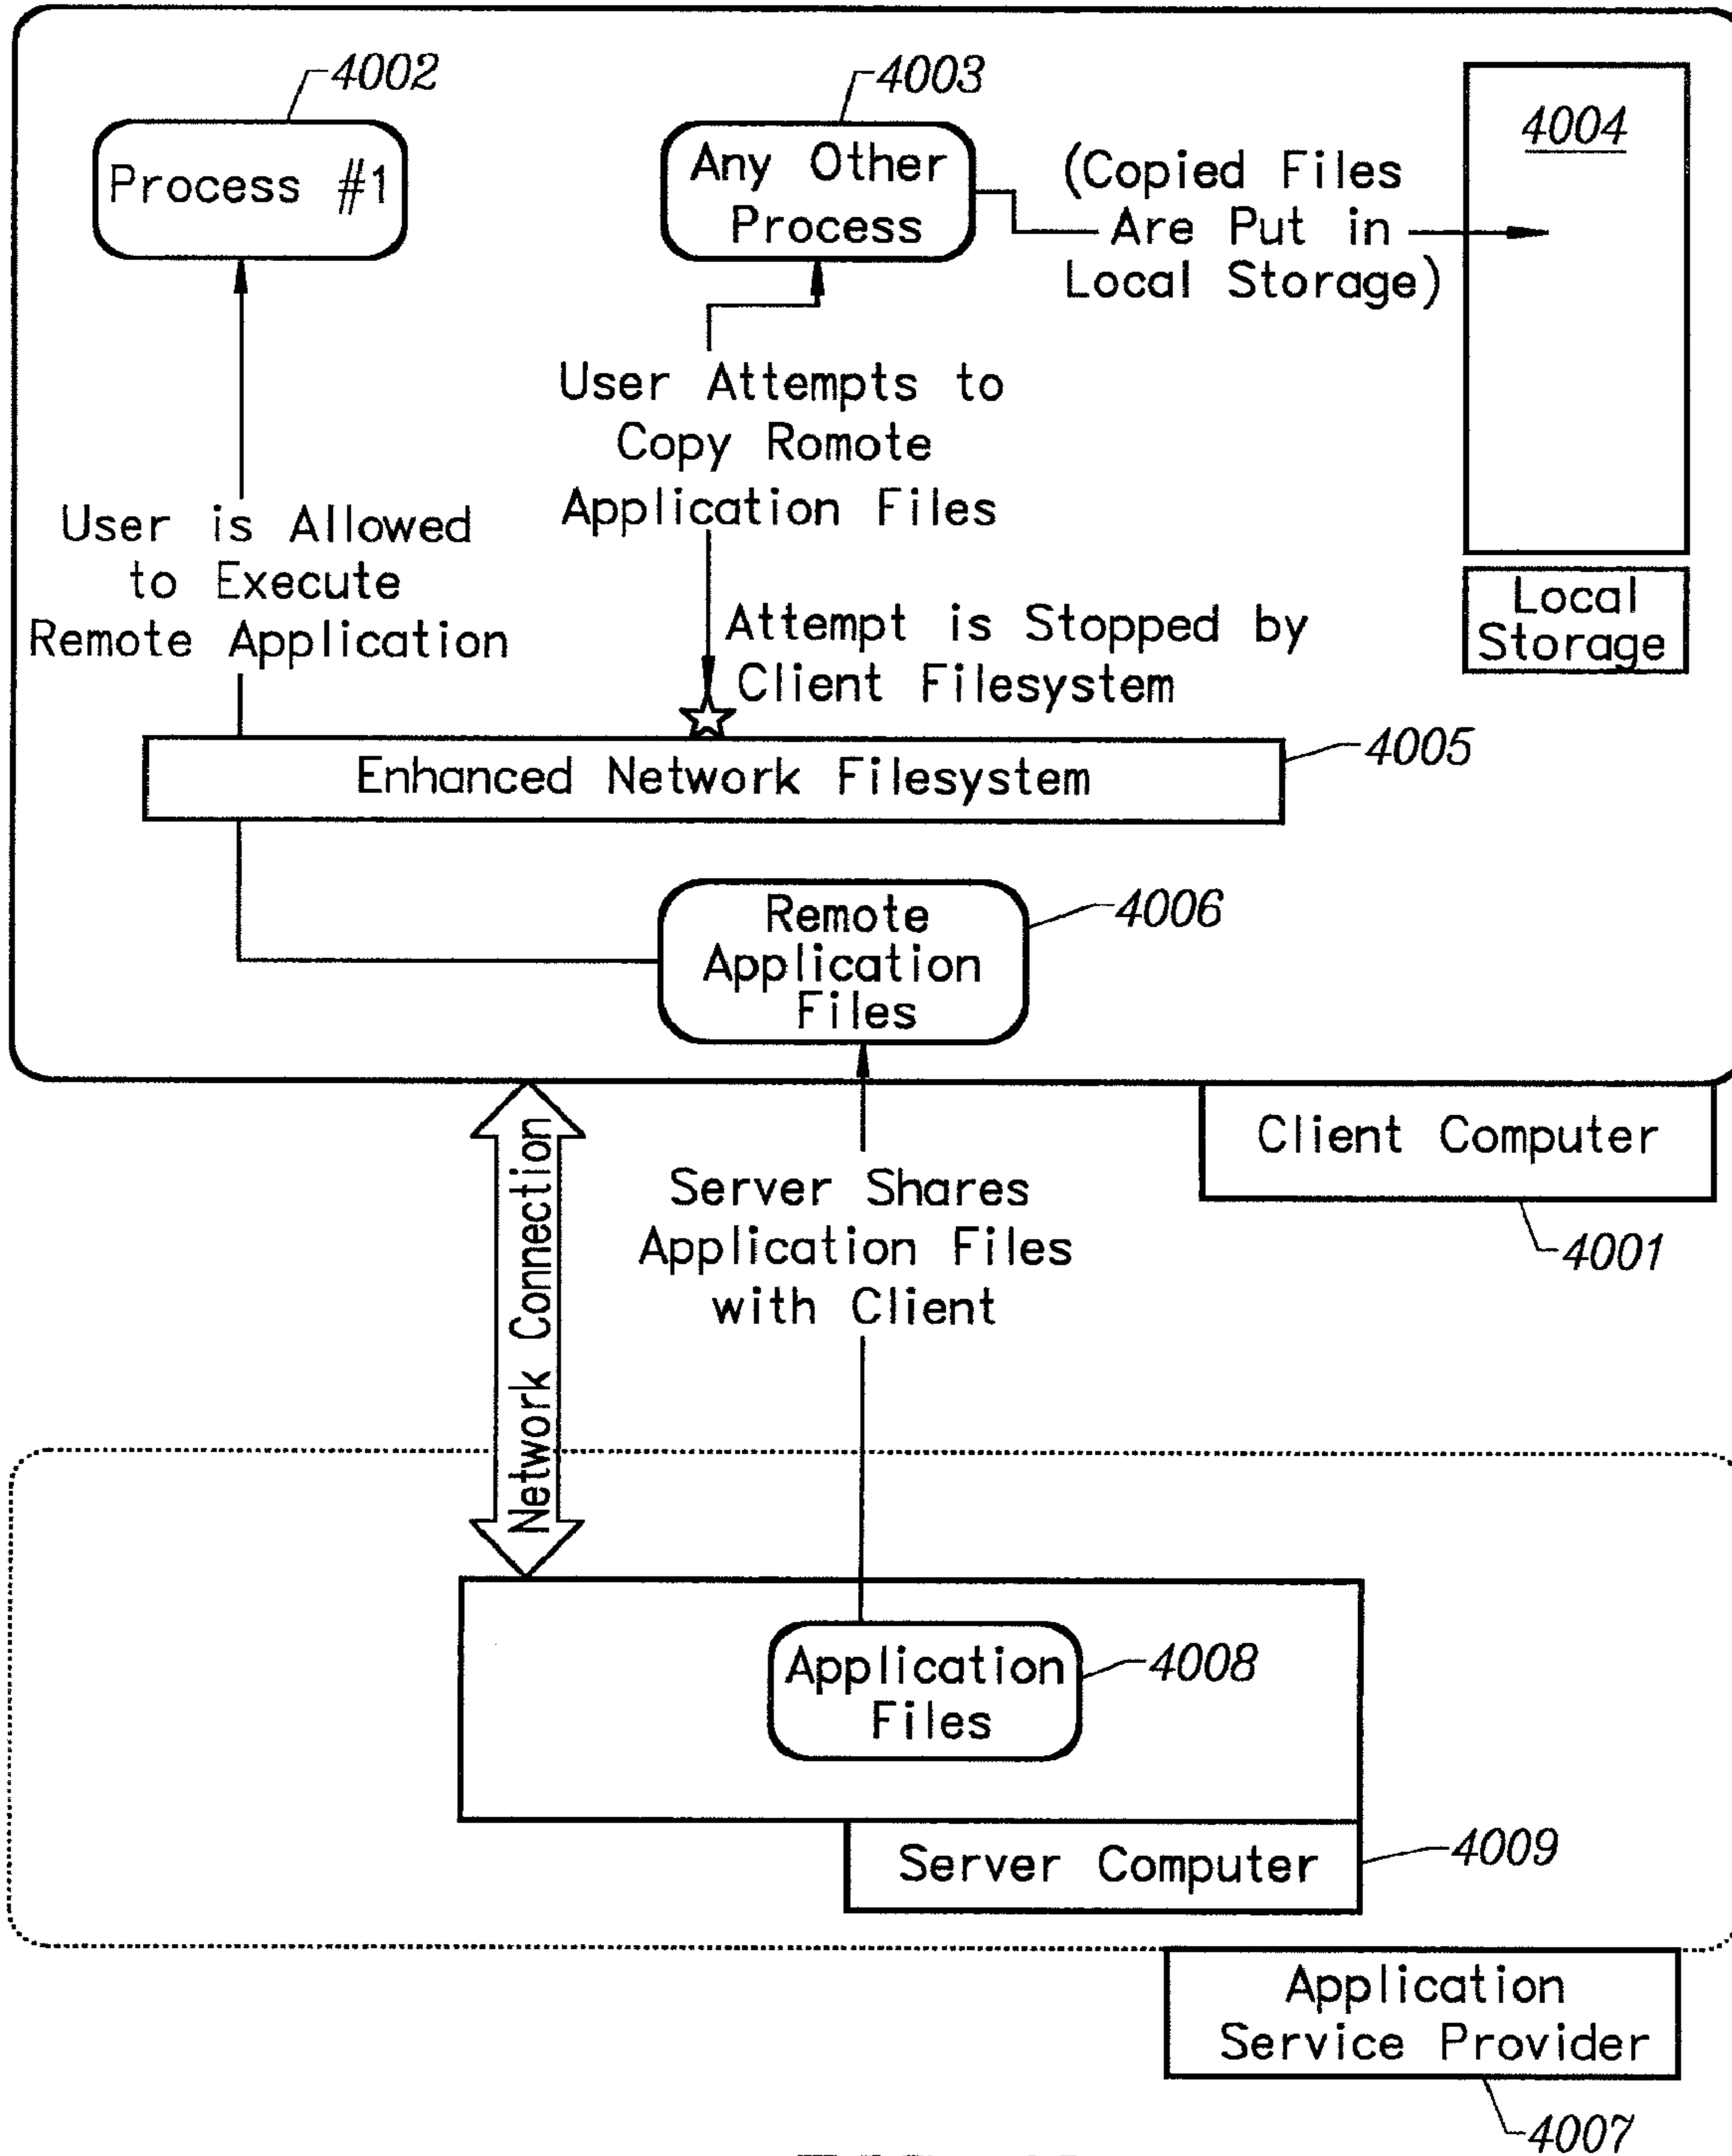 4002
Process #1
4003
Any Other
Process
(Copied Files
Are Put in
Local Storage)
4004
Local
Storage
User Attempts to
Copy Romote
Application Files
User is Allowed
to Execute
Remote Application
Attempt is Stopped by
Client Filesystem
Enhanced Network Filesystem
4005
Remote
Application
Files
4006
Client Computer
4001
Network Connection
Server Shares
Application Files
with Client
Application
Files
4008
Server Computer
4009
Application
Service Provider
4007